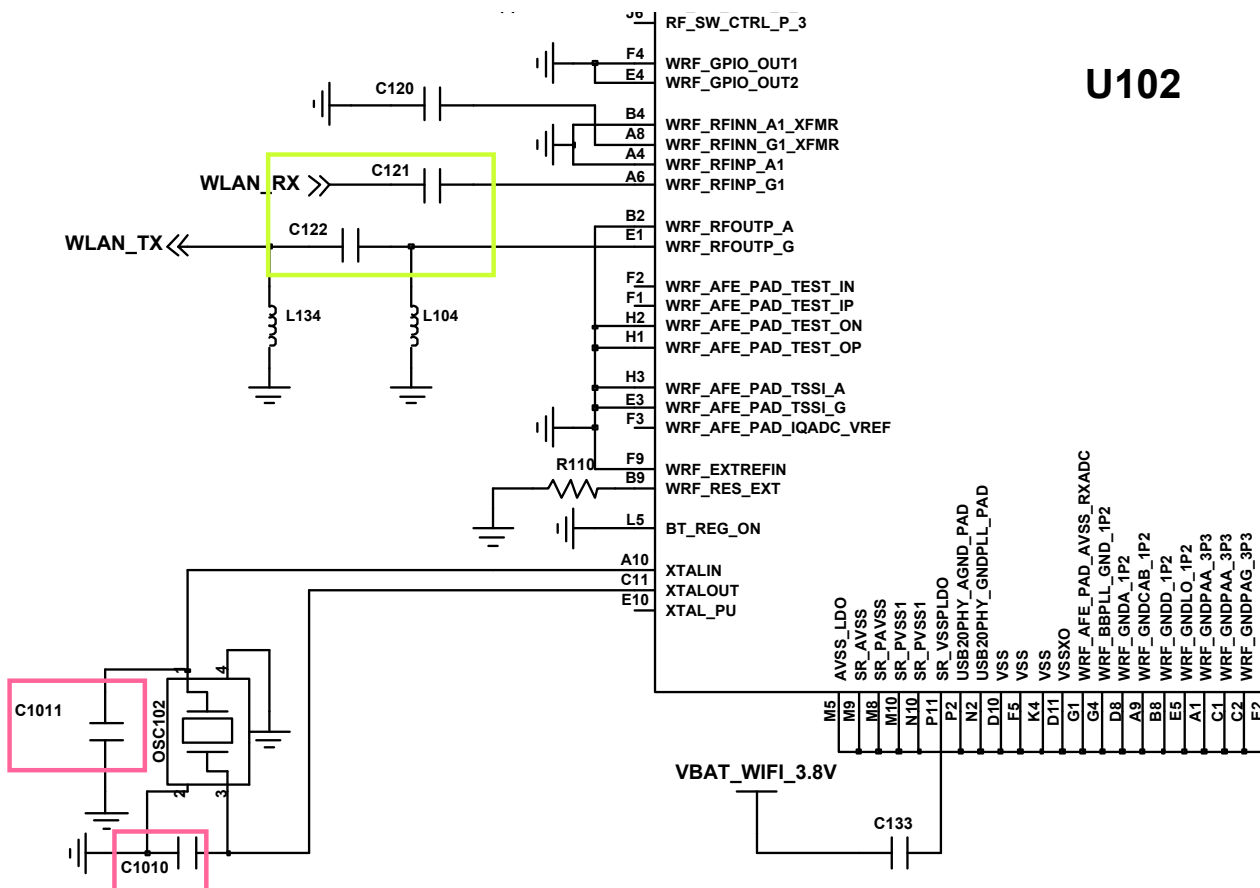 J6 RF_SW_CTRL_P_3
U102
F4 WRF_GPIO_OUT1
E4 WRF_GPIO_OUT2
C120
B4 WRF_RFINN_A1_XFMR
A8 WRF_RFINN_G1_XFMR
A4 WRF_RFINP_A1
WLAN_RX C121 A6 WRF_RFINP_G1
B2 WRF_RFOUTP_A
WLAN_TX C122 E1 WRF_RFOUTP_G
F2 WRF_AFE_PAD_TEST_IN
F1 WRF_AFE_PAD_TEST_IP
L134 L104 H2 WRF_AFE_PAD_TEST_ON
H1 WRF_AFE_PAD_TEST_OP
H3 WRF_AFE_PAD_TSSI_A
E3 WRF_AFE_PAD_TSSI_G
F3 WRF_AFE_PAD_IQADC_VREF
R110 F9 WRF_EXTREFIN
B9 WRF_RES_EXT
L5 BT_REG_ON
A10 XTALIN
C11 XTALOUT
E10 XTAL_PU
AVSS_LDO
SR_AVSS
SR_PAVSS
SR_PVSS1
SR_PVSS1
SR_VSSPLDO
USB20PHY_AGND_PAD
USB20PHY_GNDPLL_PAD
VSS
VSS
VSS
VSSXO
WRF_AFE_PAD_AVSS_RXADC
WRF_BBPLL_GND_1P2
WRF_GNDA_1P2
WRF_GNDCAB_1P2
WRF_GNDD_1P2
WRF_GNDLO_1P2
WRF_GNDPAA_3P3
WRF_GNDPAA_3P3
WRF_GNDPAG_3P3
M5
M9
M8
M10
N10
P11
P2
N2
D10
F5
K4
D11
G1
G4
D8
A9
B8
E5
A1
C1
C2
1
4
C1011
OSC102
2
3
C1010
VBAT_WIFI_3.8V
C133